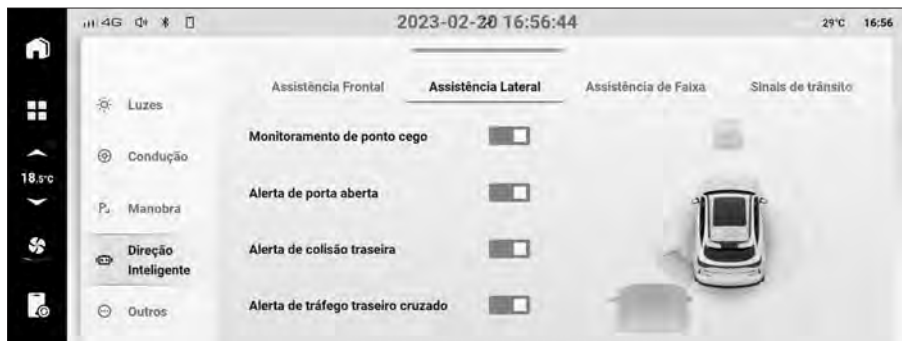 4G
2023-02-20 16:56:44
29°C 16:56
Assistência Frontal Assistência Lateral Assistência de Faixa Sinais de trânsito
Luzes
Condução
18.5°C
Manobra
Direção
Inteligente
Outros
Monitoramento de ponto cego
Alerta de porta aberta
Alerta de colisão traseira
Alerta de tráfego traseiro cruzado